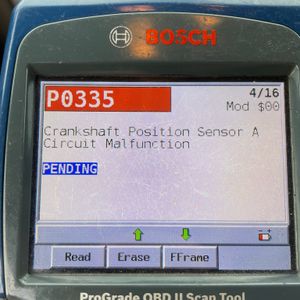 BOSCH
P0335
4/16
Mod $00
Crankshaft Position Sensor A
Circuit Malfunction
PENDING
Read Erase FFrame
ProGrade OBD II Scan Tool